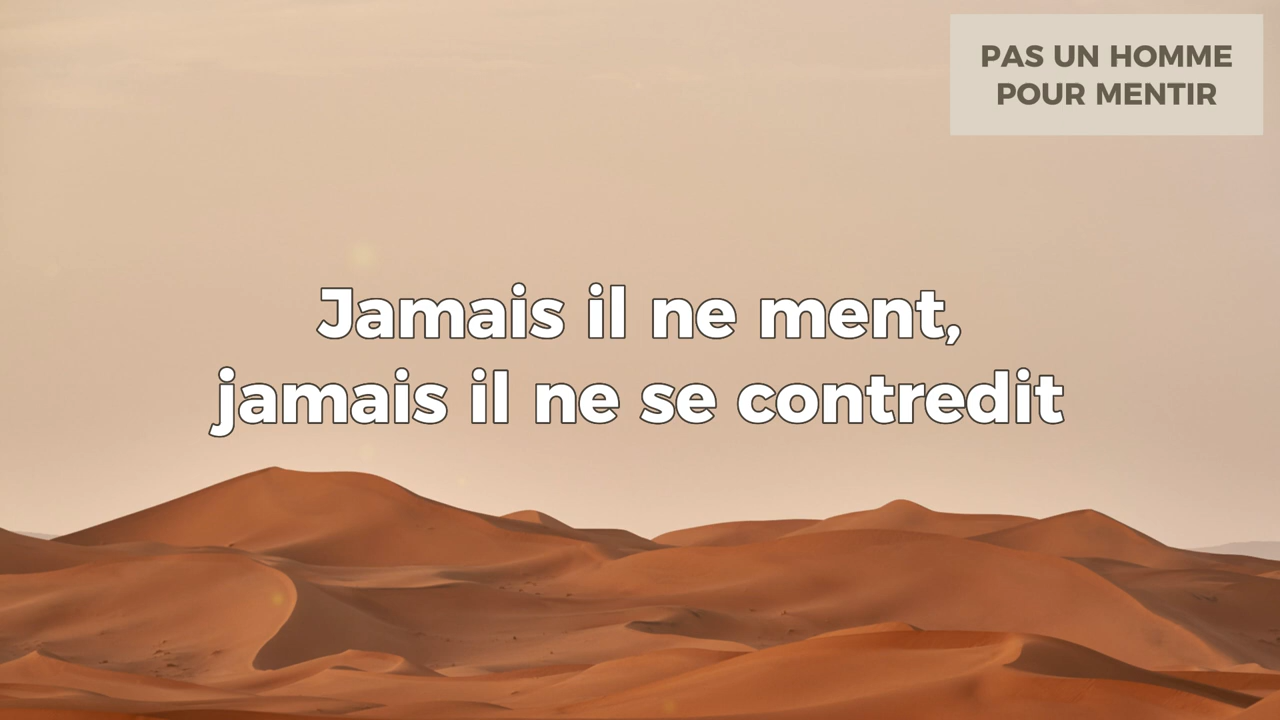 PAS UN HOMME
POUR MENTIR
Jamais il ne ment,
jamais il ne se contredit